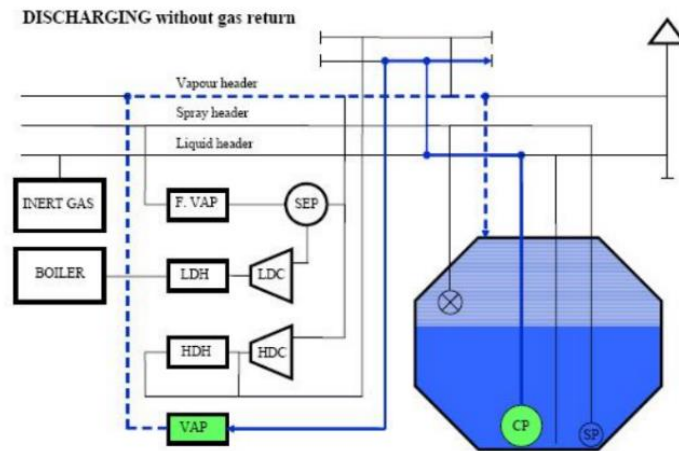 DISCHARGING without gas return
Vapour header
Spray header
Liquid header
INERT GAS
F. VAP
SEP
BOILER
LDH
LDC
HDH
HDC
VAP
CP
SP